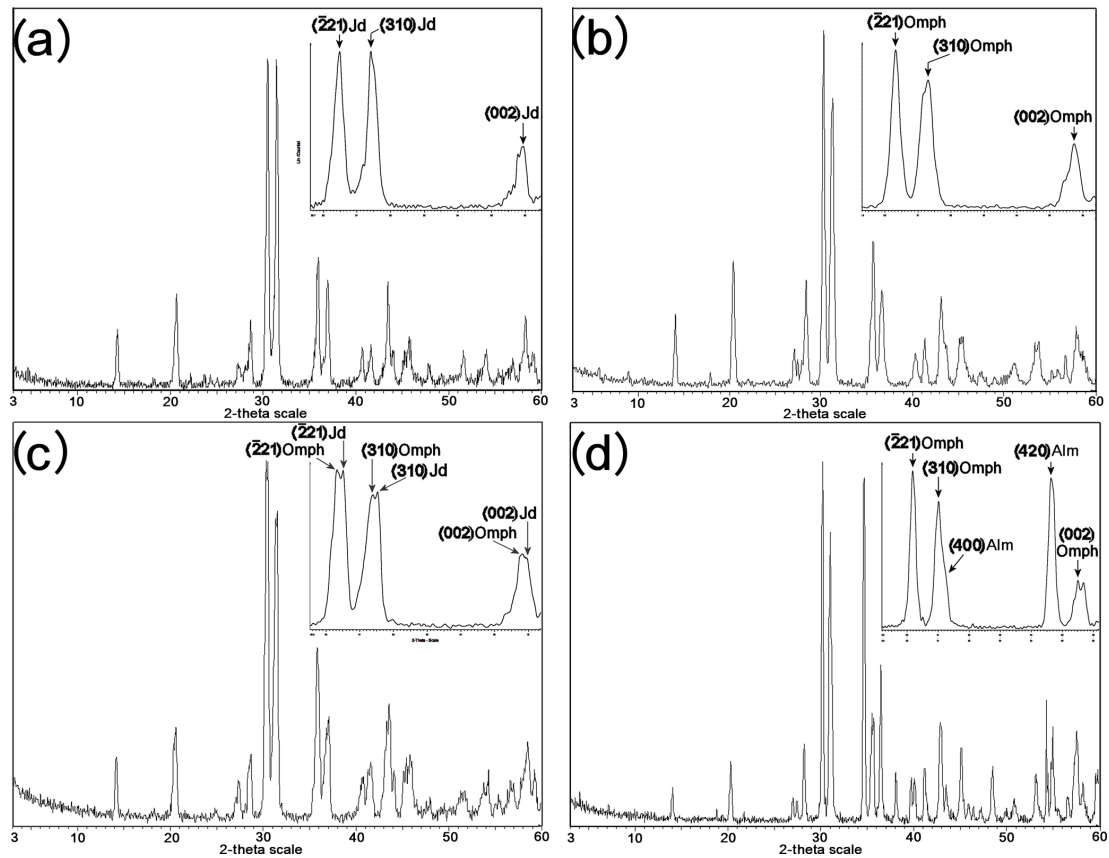 (a)
(2̄21)Jd (310)Jd
(002)Jd
3 10 20 30 40 50 60
2-theta scale
(b)
(2̄21)Omph
(310)Omph
(002)Omph
3 10 20 30 40 50 60
2-theta scale
(c)
(2̄21)Jd
(2̄21)Omph (310)Omph
(310)Jd
(002)Jd
(002)Omph
2-Theta - Scale
3 10 20 30 40 50 60
2-theta scale
(d)
(2̄21)Omph (420)Alm
(310)Omph
(002)
Omph
(400)Alm
3 10 20 30 40 50 60
2-theta scale